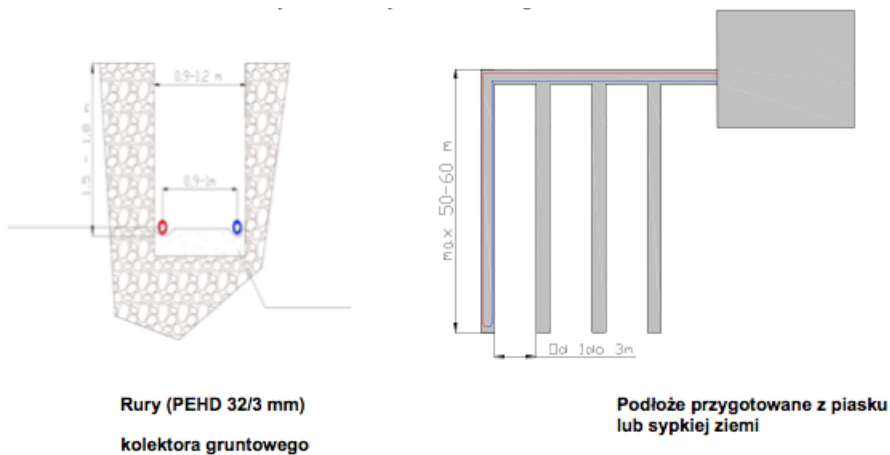 0.9-1.2 m
1.5 - 1.8 m
0.9-1m
max 50-60 m
Od 1do 3m
Rury (PEHD 32/3 mm)
kolektora gruntowego
Podłoże przygotowane z piasku
lub sypkiej ziemi